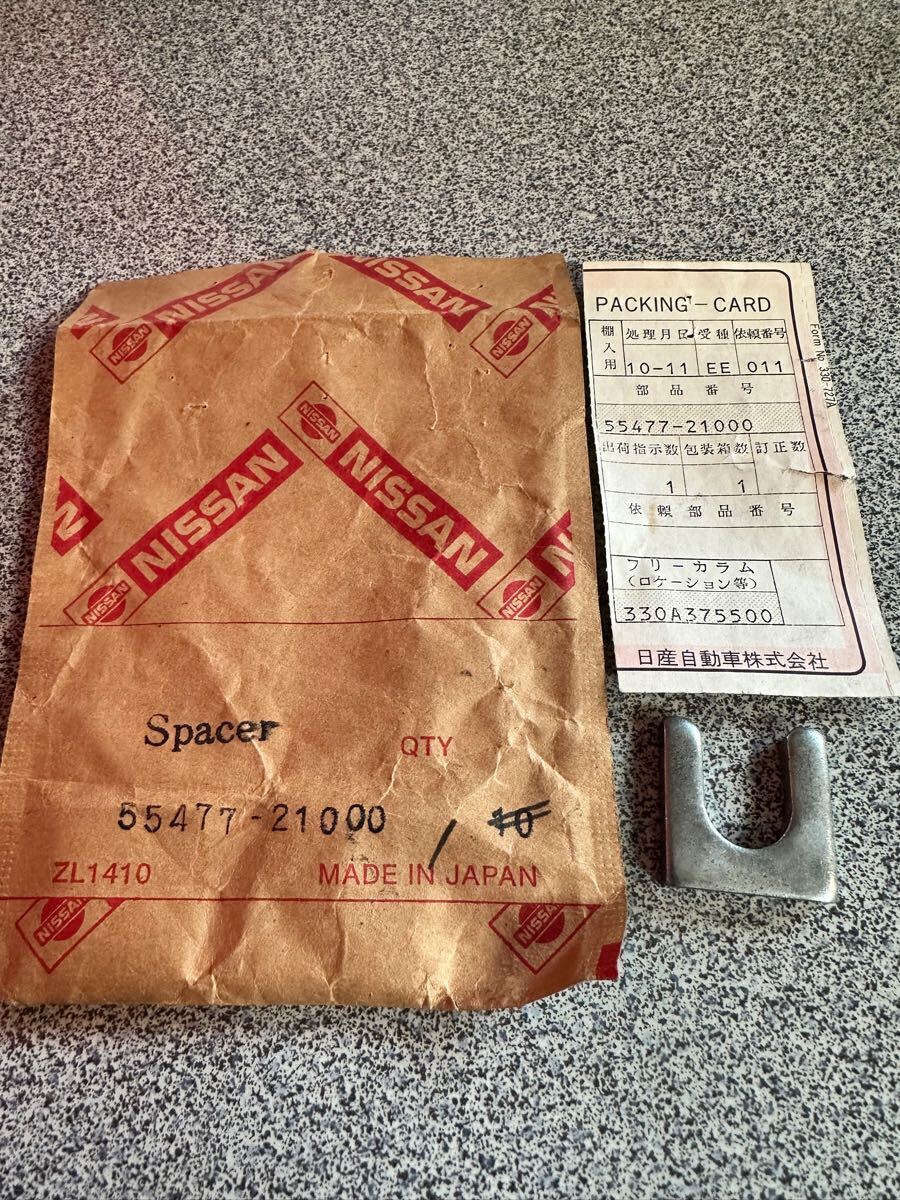 NISSAN
NISSAN
NISSAN
NISSAN
NISSAN
NISSAN
NISSAN
NISSAN
NISSAN
NISSAN
Spacer
QTY
55477-21000
/ 10
ZL1410
MADE IN JAPAN
NISSAN
NISSAN
PACKING-CARD
棚入用
処理月日 受種 依頼番号
10-11 EE 011
部品番号
55477-21000
出荷指示数 包装箱数 訂正数
1 1
依頼部品番号
フリーカラム
(ロケーション等)
330A375500
日産自動車株式会社